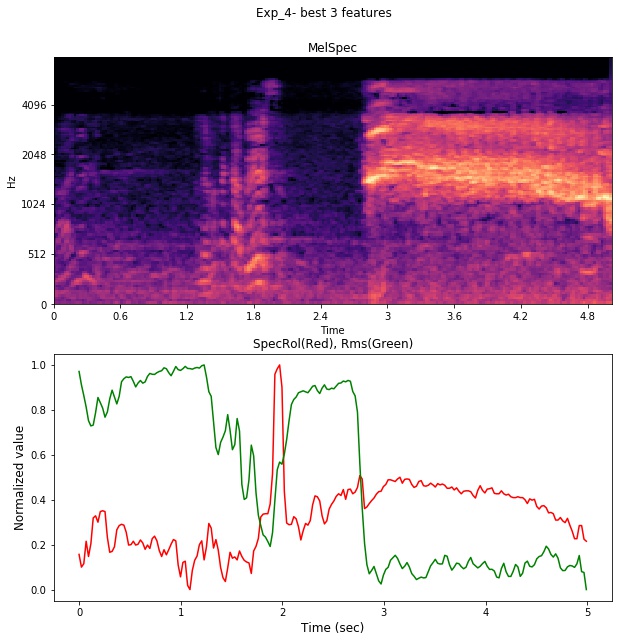 Exp_4- best 3 features
MelSpec
4096
2048
1024
512
0
Hz
0 0.6 1.2 1.8 2.4 3 3.6 4.2 4.8
Time
SpecRol(Red), Rms(Green)
1.0
0.8
0.6
0.4
0.2
0.0
Normalized value
0 1 2 3 4 5
Time (sec)